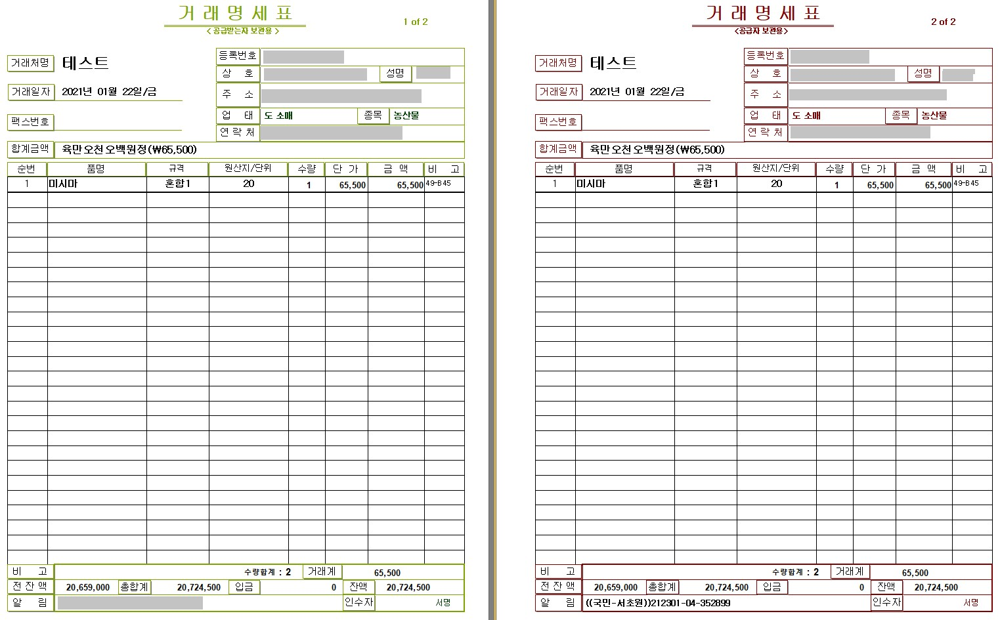 거 래 명 세 표
1 of 2
< 공급받는자 보관용 >
거래처명 테스트
등록번호
상 호 성명
거래일자 2021년 01월 22일/금
주 소
업 태 도 소매 종목 농산물
팩스번호
연 락 처
합계금액 육만오천오백원정(₩65,500)
순번 품명 규격 원산지/단위 수량 단 가 금 액 비 고
1 미시마 혼합1 20 1 65,500 65,500 49-B45
비 고 수량합계 : 2 거래계 65,500
전 잔 액 20,659,000 총합계 20,724,500 입금 0 잔액 20,724,500
알 림 인수자 서명
거 래 명 세 표
2 of 2
<공급자 보관용>
거래처명 테스트
등록번호
상 호 성명
거래일자 2021년 01월 22일/금
주 소
업 태 도 소매 종목 농산물
팩스번호
연 락 처
합계금액 육만오천오백원정(₩65,500)
순번 품명 규격 원산지/단위 수량 단 가 금 액 비 고
1 미시마 혼합1 20 1 65,500 65,500 49-B45
비 고 수량합계 : 2 거래계 65,500
전 잔 액 20,659,000 총합계 20,724,500 입금 0 잔액 20,724,500
알 림 ((국민-서초원))212301-04-352899 인수자 서명